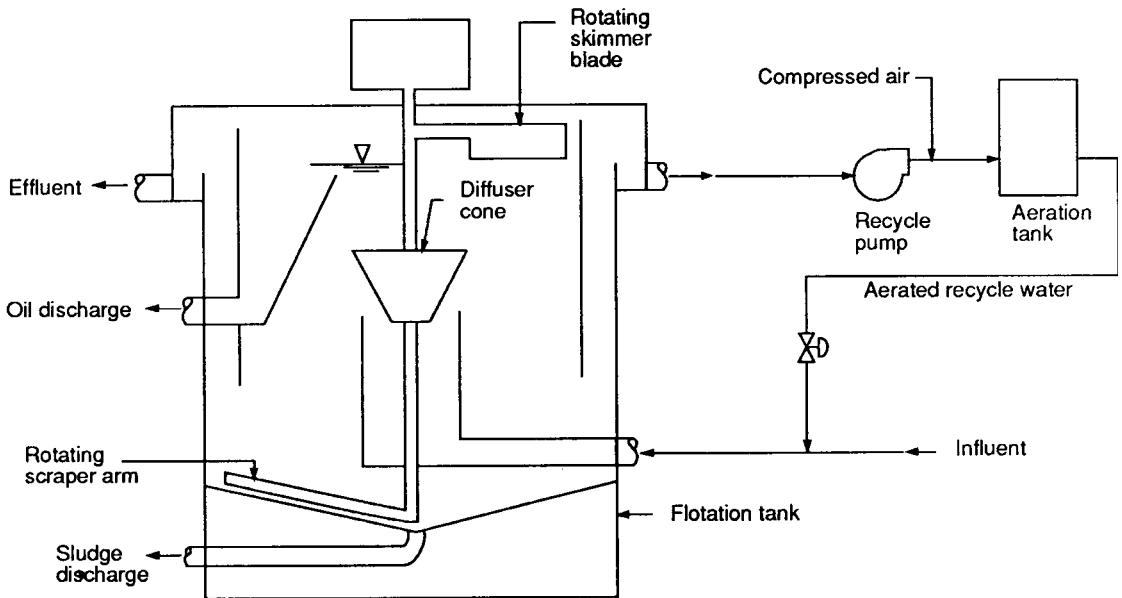 Rotating
skimmer
blade
Compressed air
Effluent
Diffuser
cone
Recycle
pump
Aeration
tank
Oil discharge
Aerated recycle water
Rotating
scraper arm
Influent
Flotation tank
Sludge
discharge